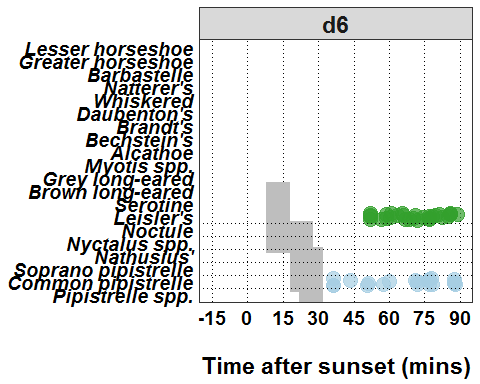 d6
Lesser horseshoe
Greater horseshoe
Barbastelle
Natterer's
Whiskered
Daubenton's
Brandt's
Bechstein's
Alcathoe
Myotis spp.
Grey long-eared
Brown long-eared
Serotine
Leisler's
Noctule
Nyctalus spp.
Nathusius'
Soprano pipistrelle
Common pipistrelle
Pipistrelle spp.
-15 0 15 30 45 60 75 90
Time after sunset (mins)